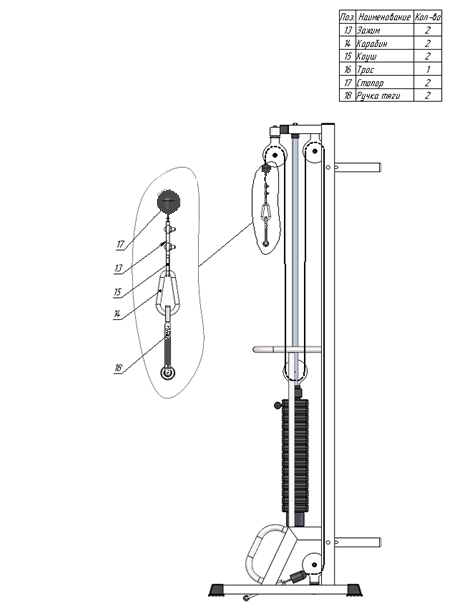 Поз. Наименование Кол-во
13 Зажим 2
14 Карабин 2
15 Коуш 2
16 Трос 1
17 Стопор 2
18 Ручка тяги 2
17
13
15
14
18